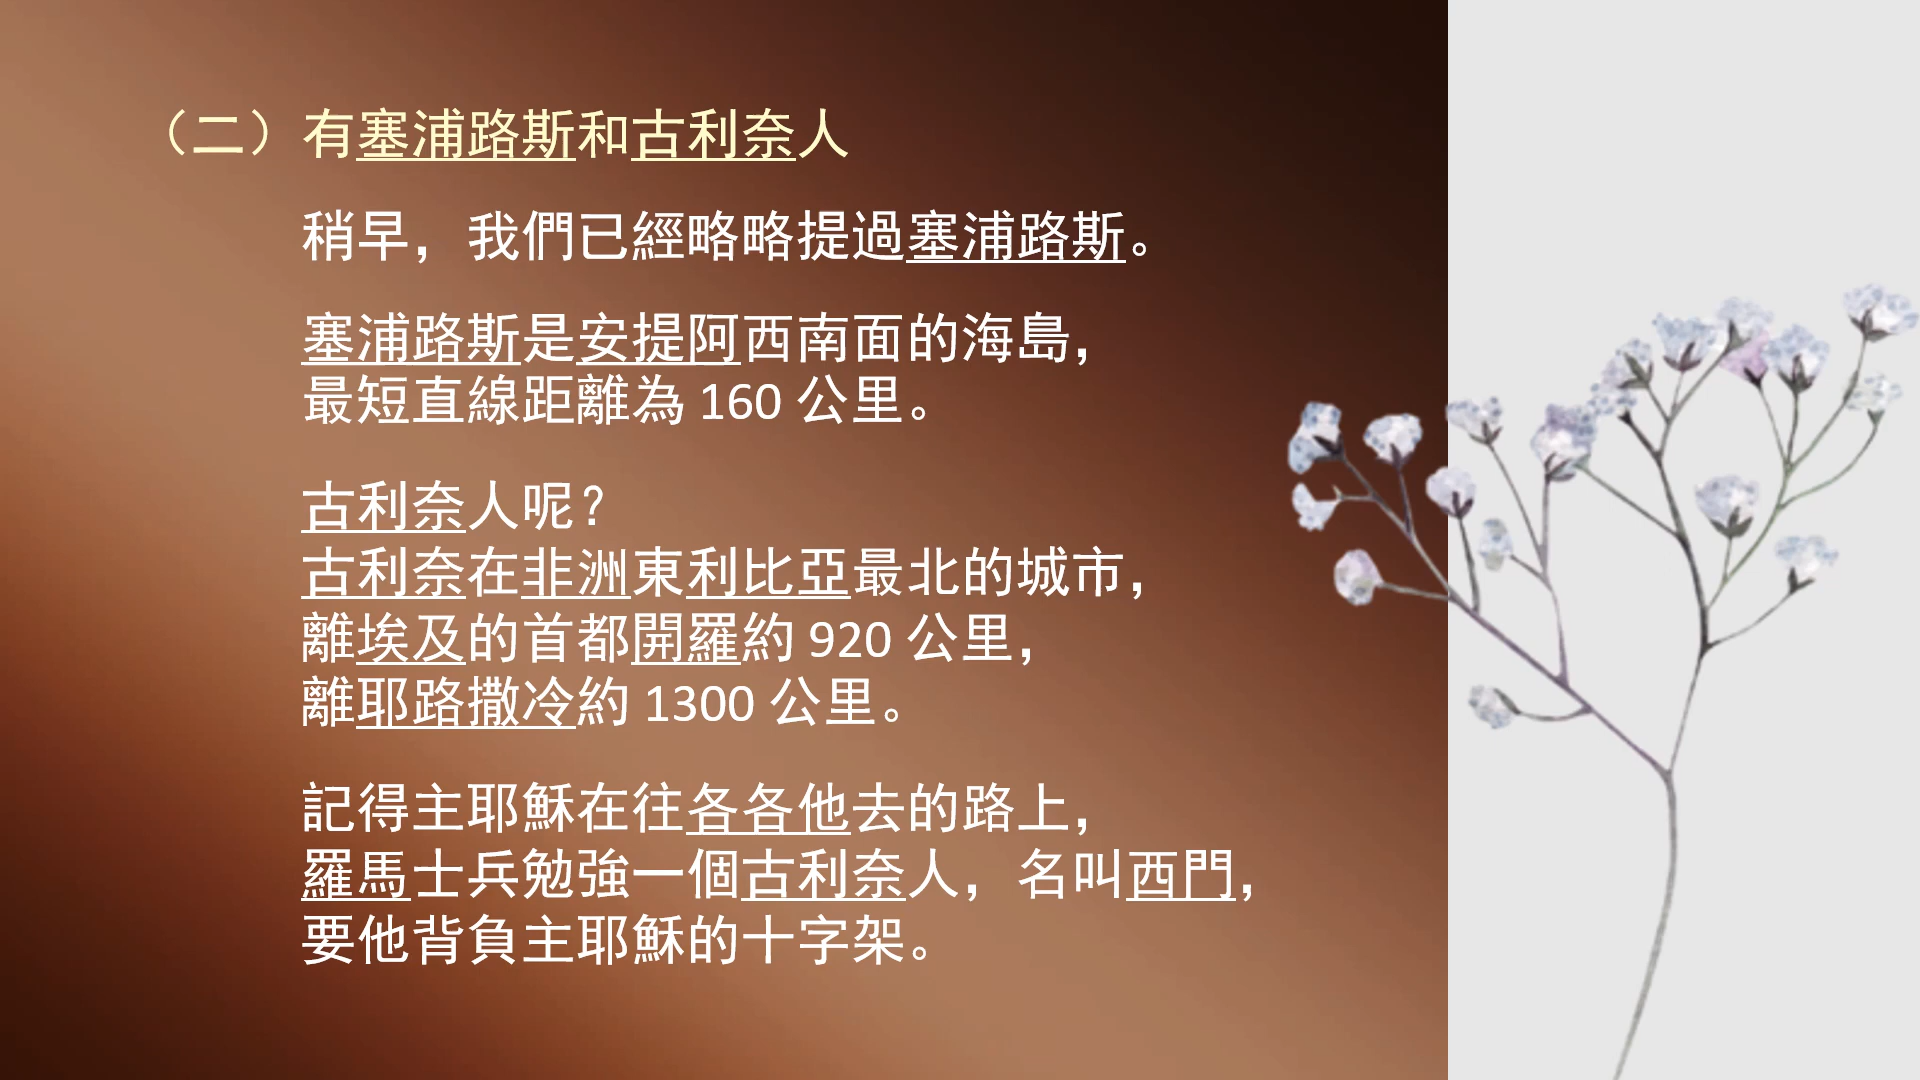 （二）有塞浦路斯和古利奈人
稍早，我們已經略略提過塞浦路斯。
塞浦路斯是安提阿西南面的海島，
最短直線距離為 160 公里。
古利奈人呢？
古利奈在非洲東利比亞最北的城市，
離埃及的首都開羅約 920 公里，
離耶路撒冷約 1300 公里。
記得主耶穌在往各各他去的路上，
羅馬士兵勉強一個古利奈人，名叫西門，
要他背負主耶穌的十字架。